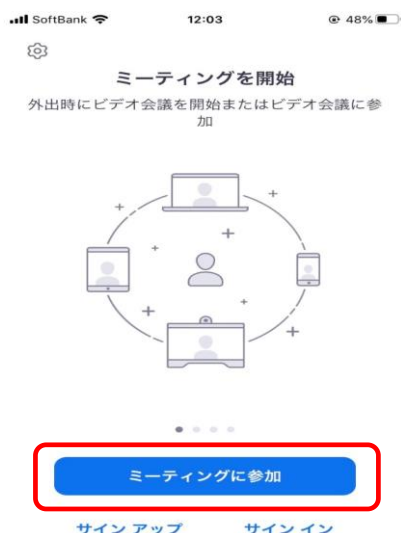 SoftBank 12:03 48%
ミーティングを開始
外出時にビデオ会議を開始またはビデオ会議に参
加
ミーティングに参加
サイン アップ サイン イン